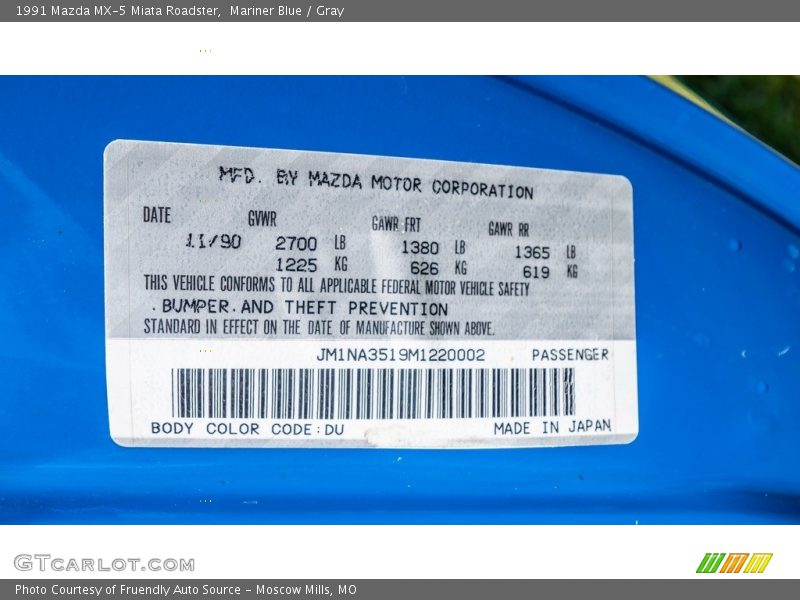 1991 Mazda MX-5 Miata Roadster,  Mariner Blue / Gray
MFD. BY MAZDA MOTOR CORPORATION
DATE GVWR GAWR FRT GAWR RR
11/90 2700 LB 1380 LB 1365 LB
1225 KG 626 KG 619 KG
THIS VEHICLE CONFORMS TO ALL APPLICABLE FEDERAL MOTOR VEHICLE SAFETY
.BUMPER.AND THEFT PREVENTION
STANDARD IN EFFECT ON THE DATE OF MANUFACTURE SHOWN ABOVE.
JM1NA3519M1220002 PASSENGER
BODY COLOR CODE:DU MADE IN JAPAN
GTCARLOT.COM
Photo Courtesy of Fruendly Auto Source - Moscow Mills, MO